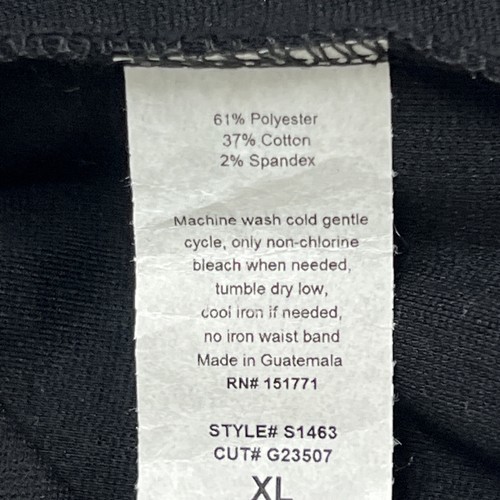 61% Polyester
37% Cotton
2% Spandex
Machine wash cold gentle
cycle, only non-chlorine
bleach when needed,
tumble dry low,
cool iron if needed,
no iron waist band
Made in Guatemala
RN# 151771
STYLE# S1463
CUT# G23507
XL